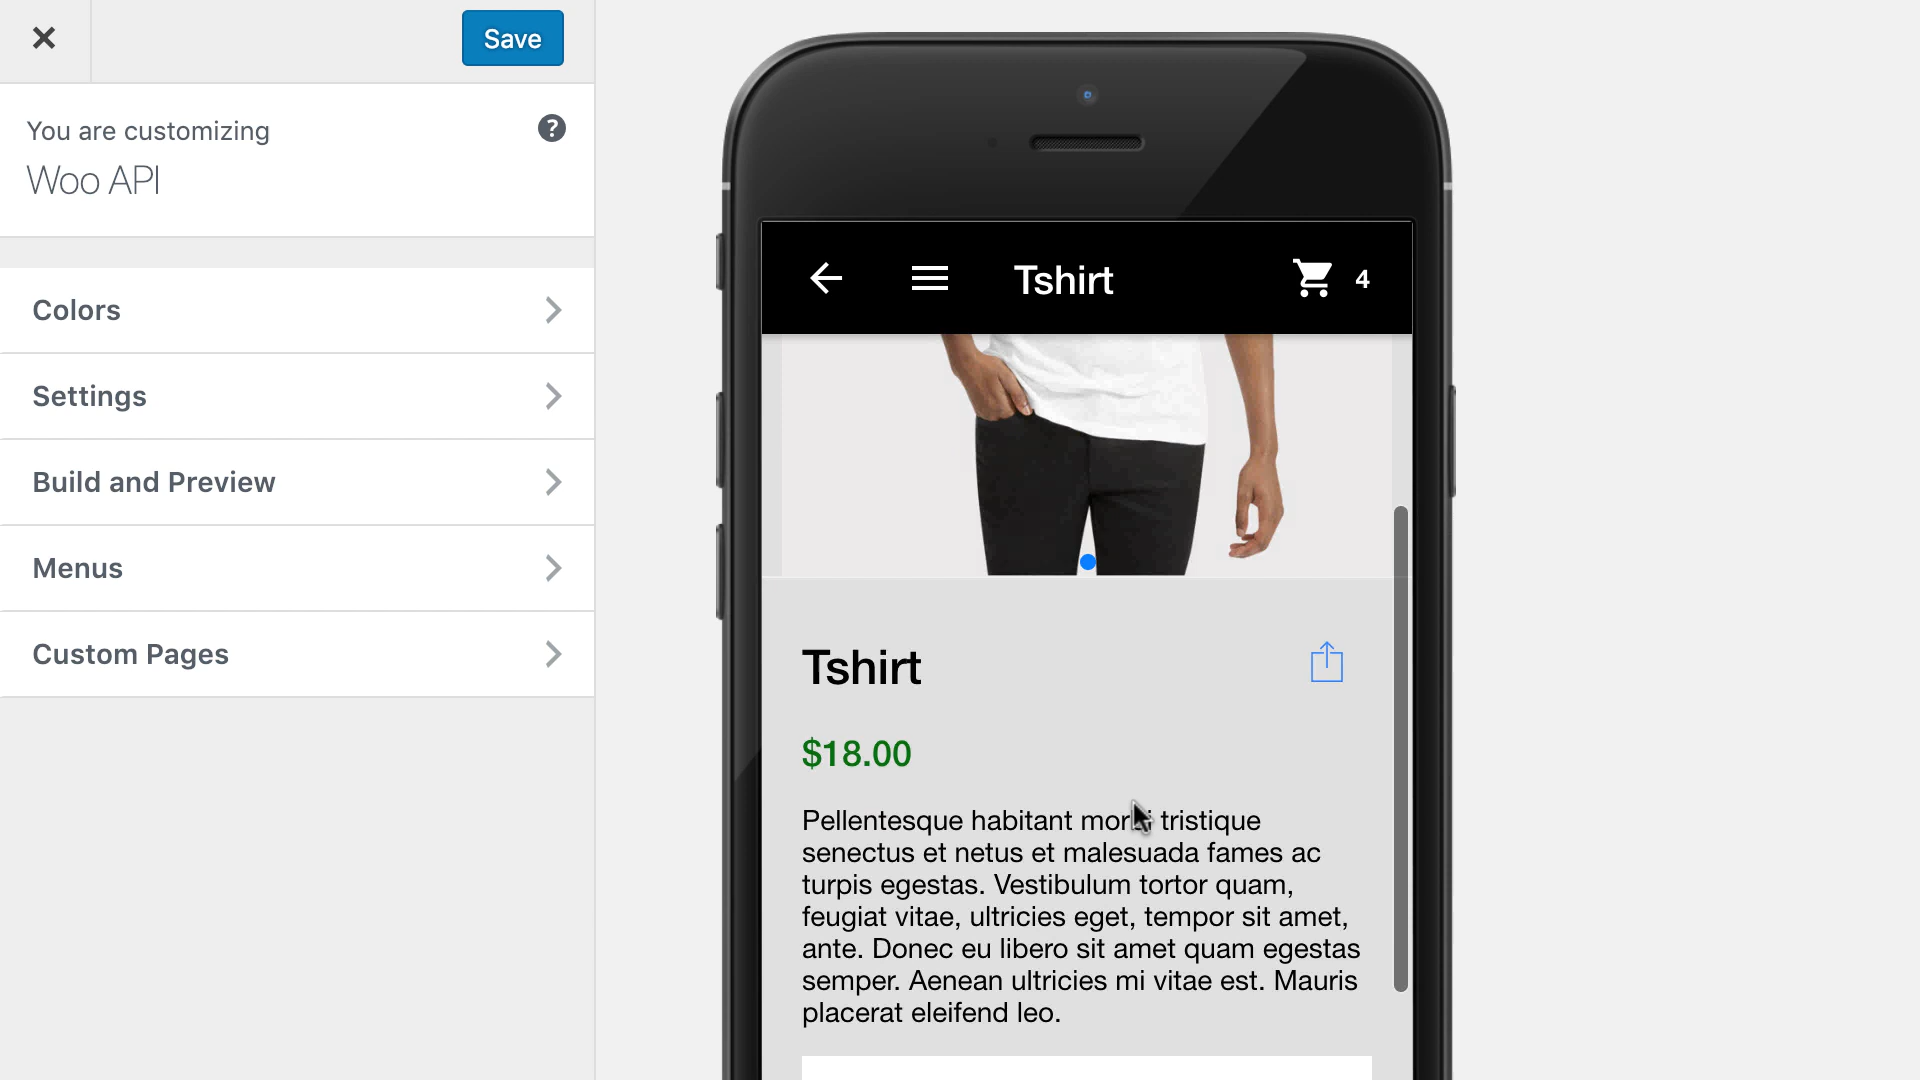 Save
You are customizing
Woo API
Colors
Settings
Build and Preview
Menus
Custom Pages
Tshirt
4
Tshirt
$18.00
Pellentesque habitant tristique
senectus et netus et malesuada fames ac
turpis egestas. Vestibulum tortor quam,
feugiat vitae, ultricies eget, tempor sit amet,
ante. Donec eu libero sit amet quam egestas
semper. Aenean ultricies mi vitae est. Mauris
placerat eleifend leo.